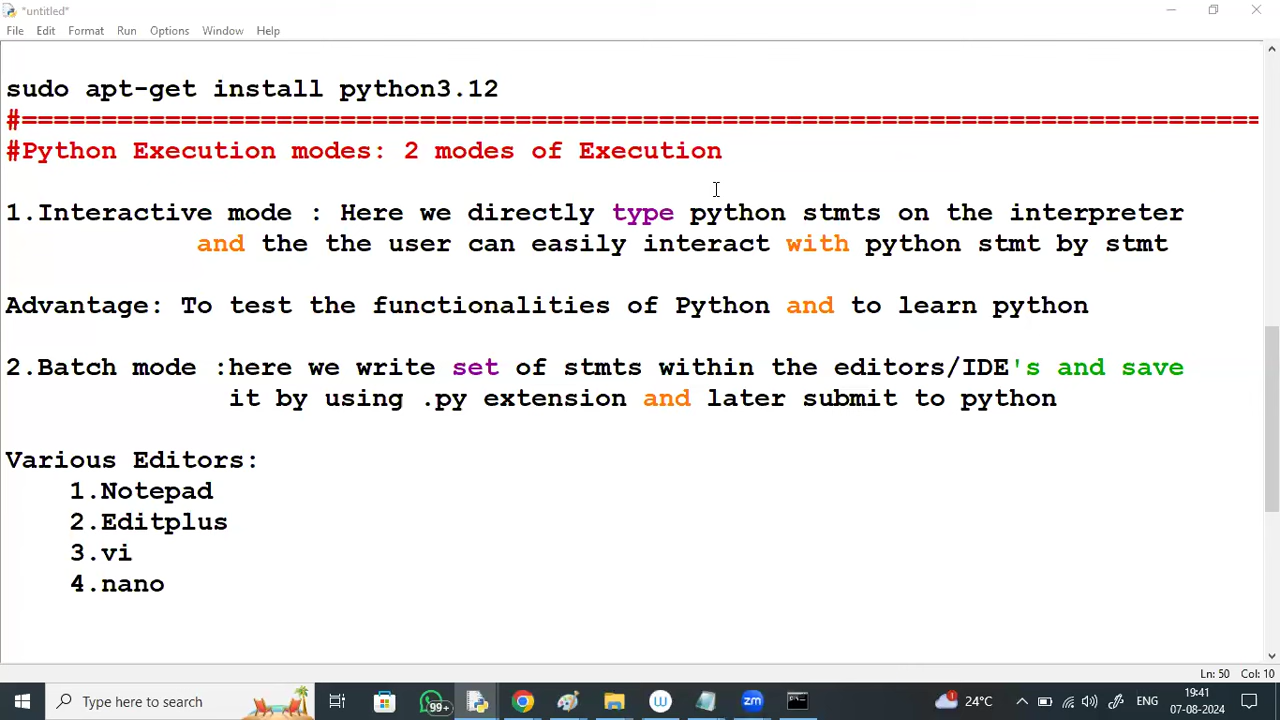 *untitled*
File Edit Format Run Options Window Help
sudo apt-get install python3.12
#==============================================================================
#Python Execution modes: 2 modes of Execution
1.Interactive mode : Here we directly type python stmts on the interpreter
and the the user can easily interact with python stmt by stmt
Advantage: To test the functionalities of Python and to learn python
2.Batch mode :here we write set of stmts within the editors/IDE's and save
it by using .py extension and later submit to python
Various Editors:
1.Notepad
2.Editplus
3.vi
4.nano
Ln: 50 Col: 10
Type here to search
99+
W
zm
1
24°C
ENG
19:41
07-08-2024